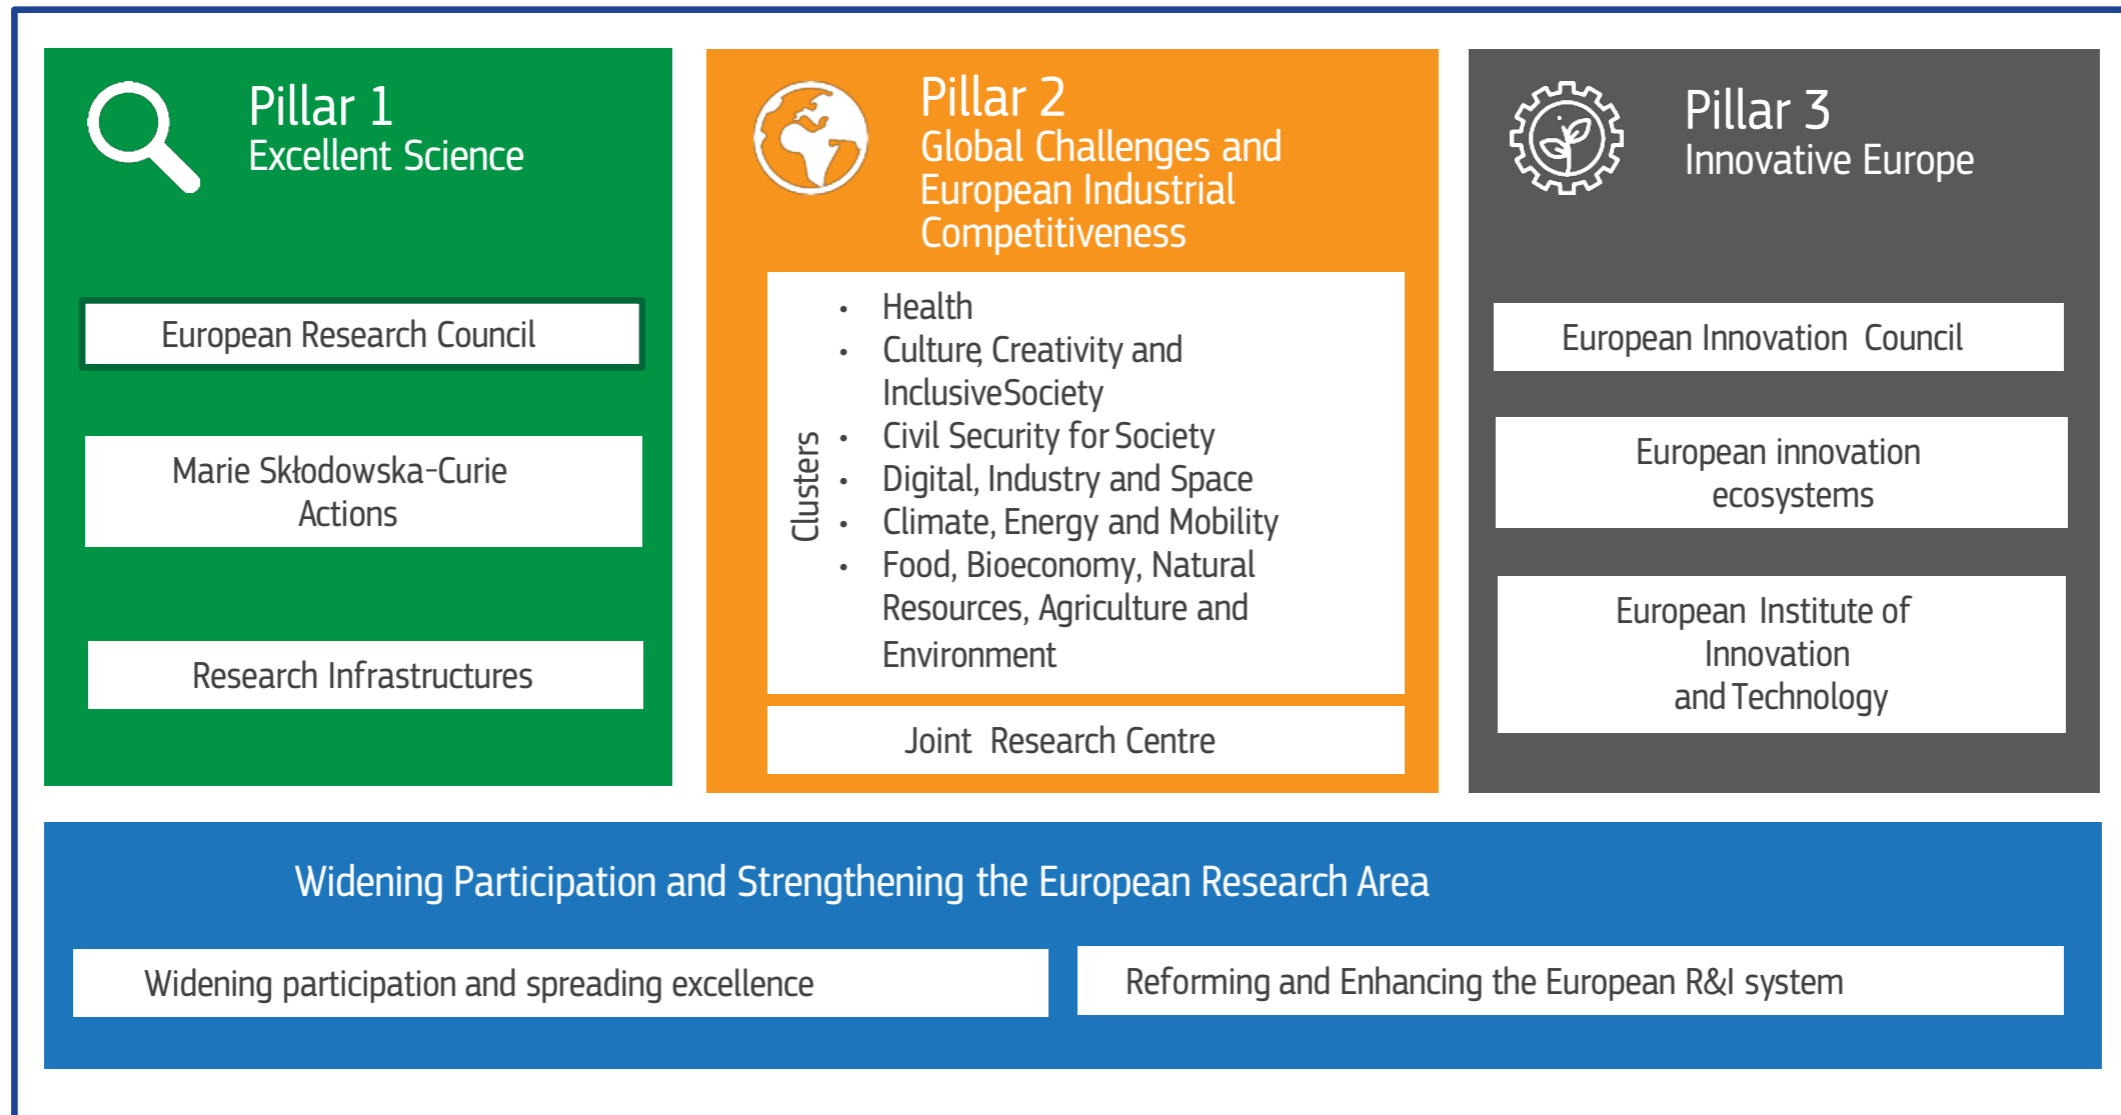 Pillar 1
Excellent Science
European Research Council
Marie Skłodowska-Curie
Actions
Research Infrastructures
Pillar 2
Global Challenges and
European Industrial
Competitiveness
Clusters
• Health
• Culture, Creativity and
InclusiveSociety
• Civil Security for Society
• Digital, Industry and Space
• Climate, Energy and Mobility
• Food, Bioeconomy, Natural
Resources, Agriculture and
Environment
Joint Research Centre
Pillar 3
Innovative Europe
European Innovation Council
European innovation
ecosystems
European Institute of
Innovation
and Technology
Widening Participation and Strengthening the European Research Area
Widening participation and spreading excellence
Reforming and Enhancing the European R&I system